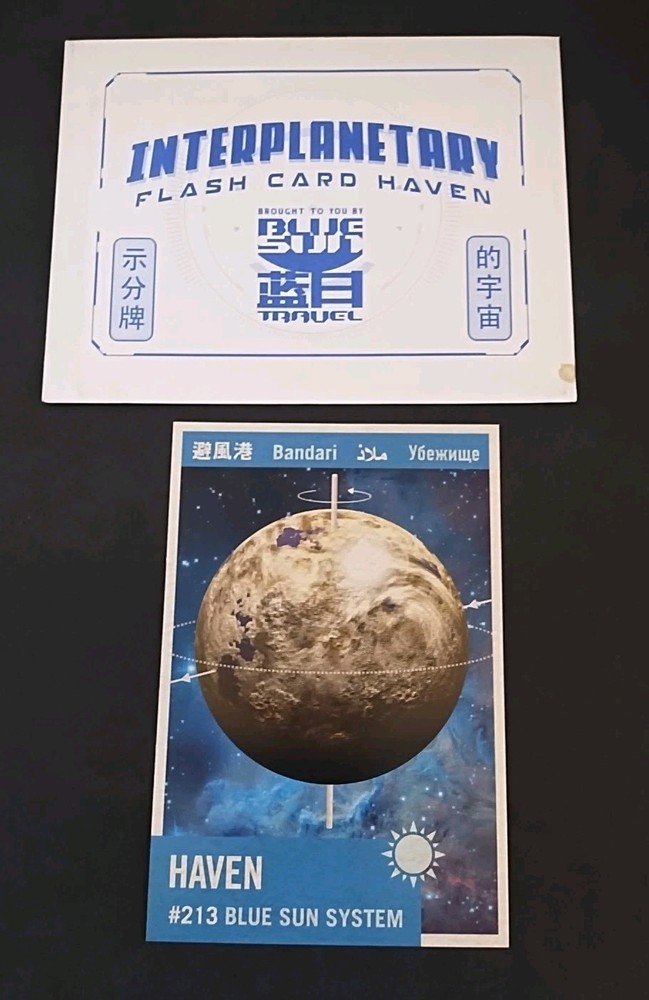 INTERPLANETARY
FLASH CARD HAVEN
BROUGHT TO YOU BY
BLUE
SUN
蓝日
TRAVEL
示分牌
的宇宙
避風港 Bandari ملاذ Убежище
HAVEN
#213 BLUE SUN SYSTEM